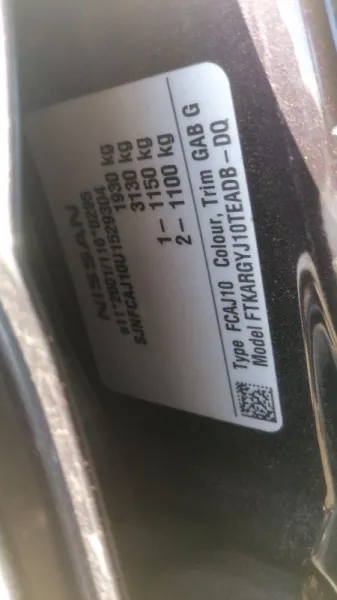 NISSAN
e11*2001/116*0295
SJNFCAJ10U1529304
1930 kg
3130 kg
1- 1150 kg
2- 1100 kg
Type FCAJ10 Colour, Trim GAB G
Model FTKARGYJ10TEADB-DQ